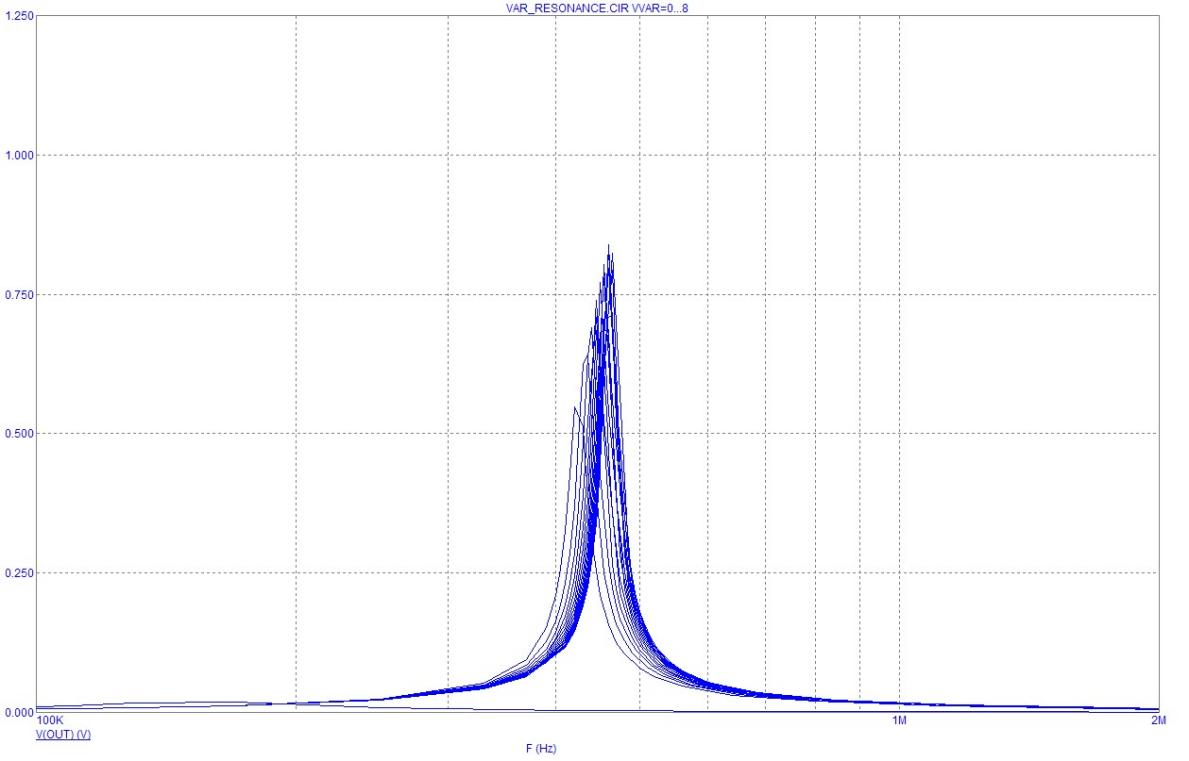 VAR_RESONANCE.CIR VVAR=0...8
1.250
1.000
0.750
0.500
0.250
0.000
100K 1M 2M
V(OUT) (V)
F (Hz)